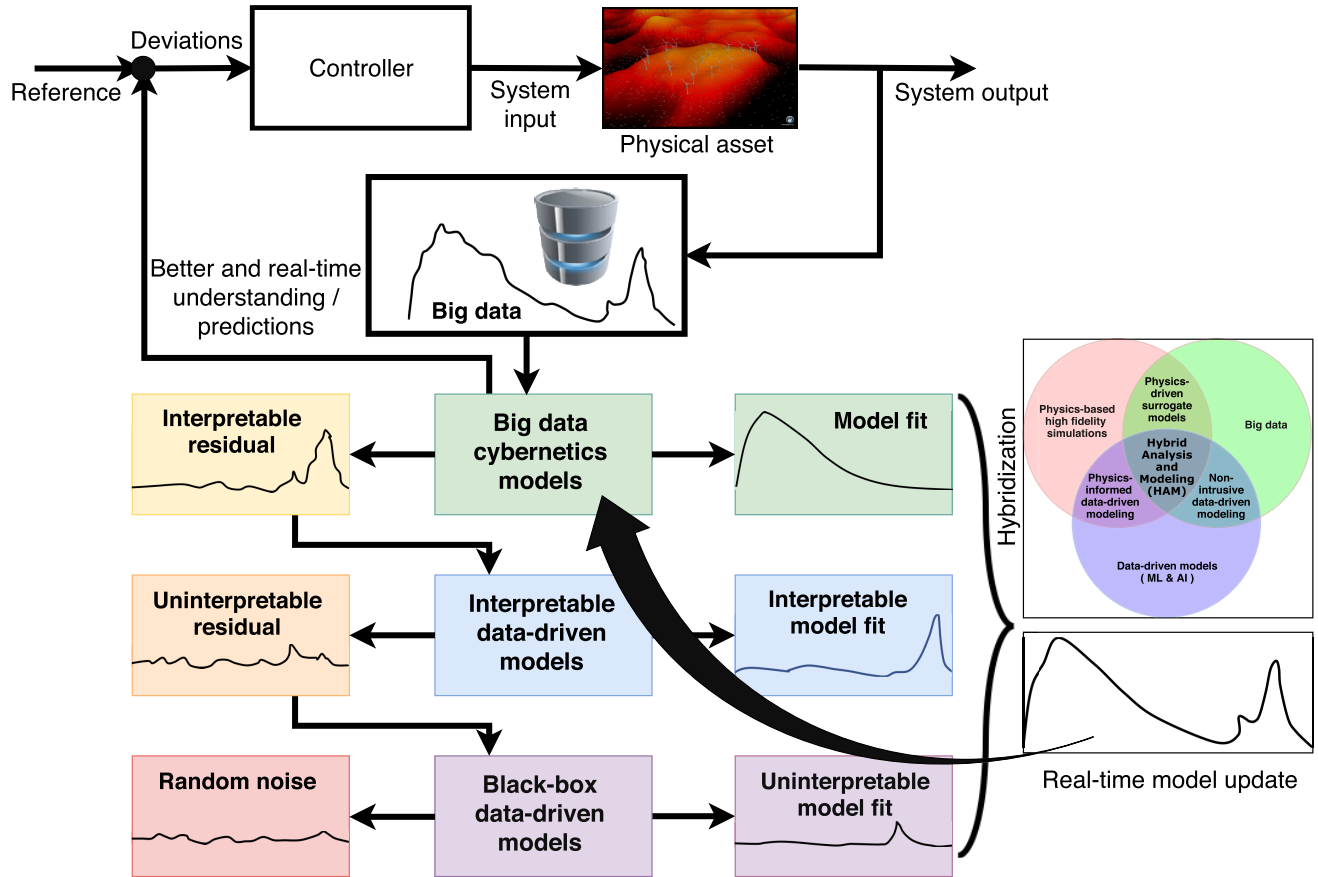 Deviations
Reference
Controller
System
input
Physical asset
System output
Better and real-time
understanding /
predictions
Big data
Interpretable
residual
Big data
cybernetics
models
Model fit
Uninterpretable
residual
Interpretable
data-driven
models
Interpretable
model fit
Random noise
Black-box
data-driven
models
Uninterpretable
model fit
Hybridization
Physics-based
high fidelity
simulations
Physics-
driven
surrogate
models
Big data
Hybrid
Analysis
and
Modeling
(HAM)
Physics-
informed
data-driven
modeling
Non-
intrusive
data-driven
modeling
Data-driven models
( ML & AI )
Real-time model update